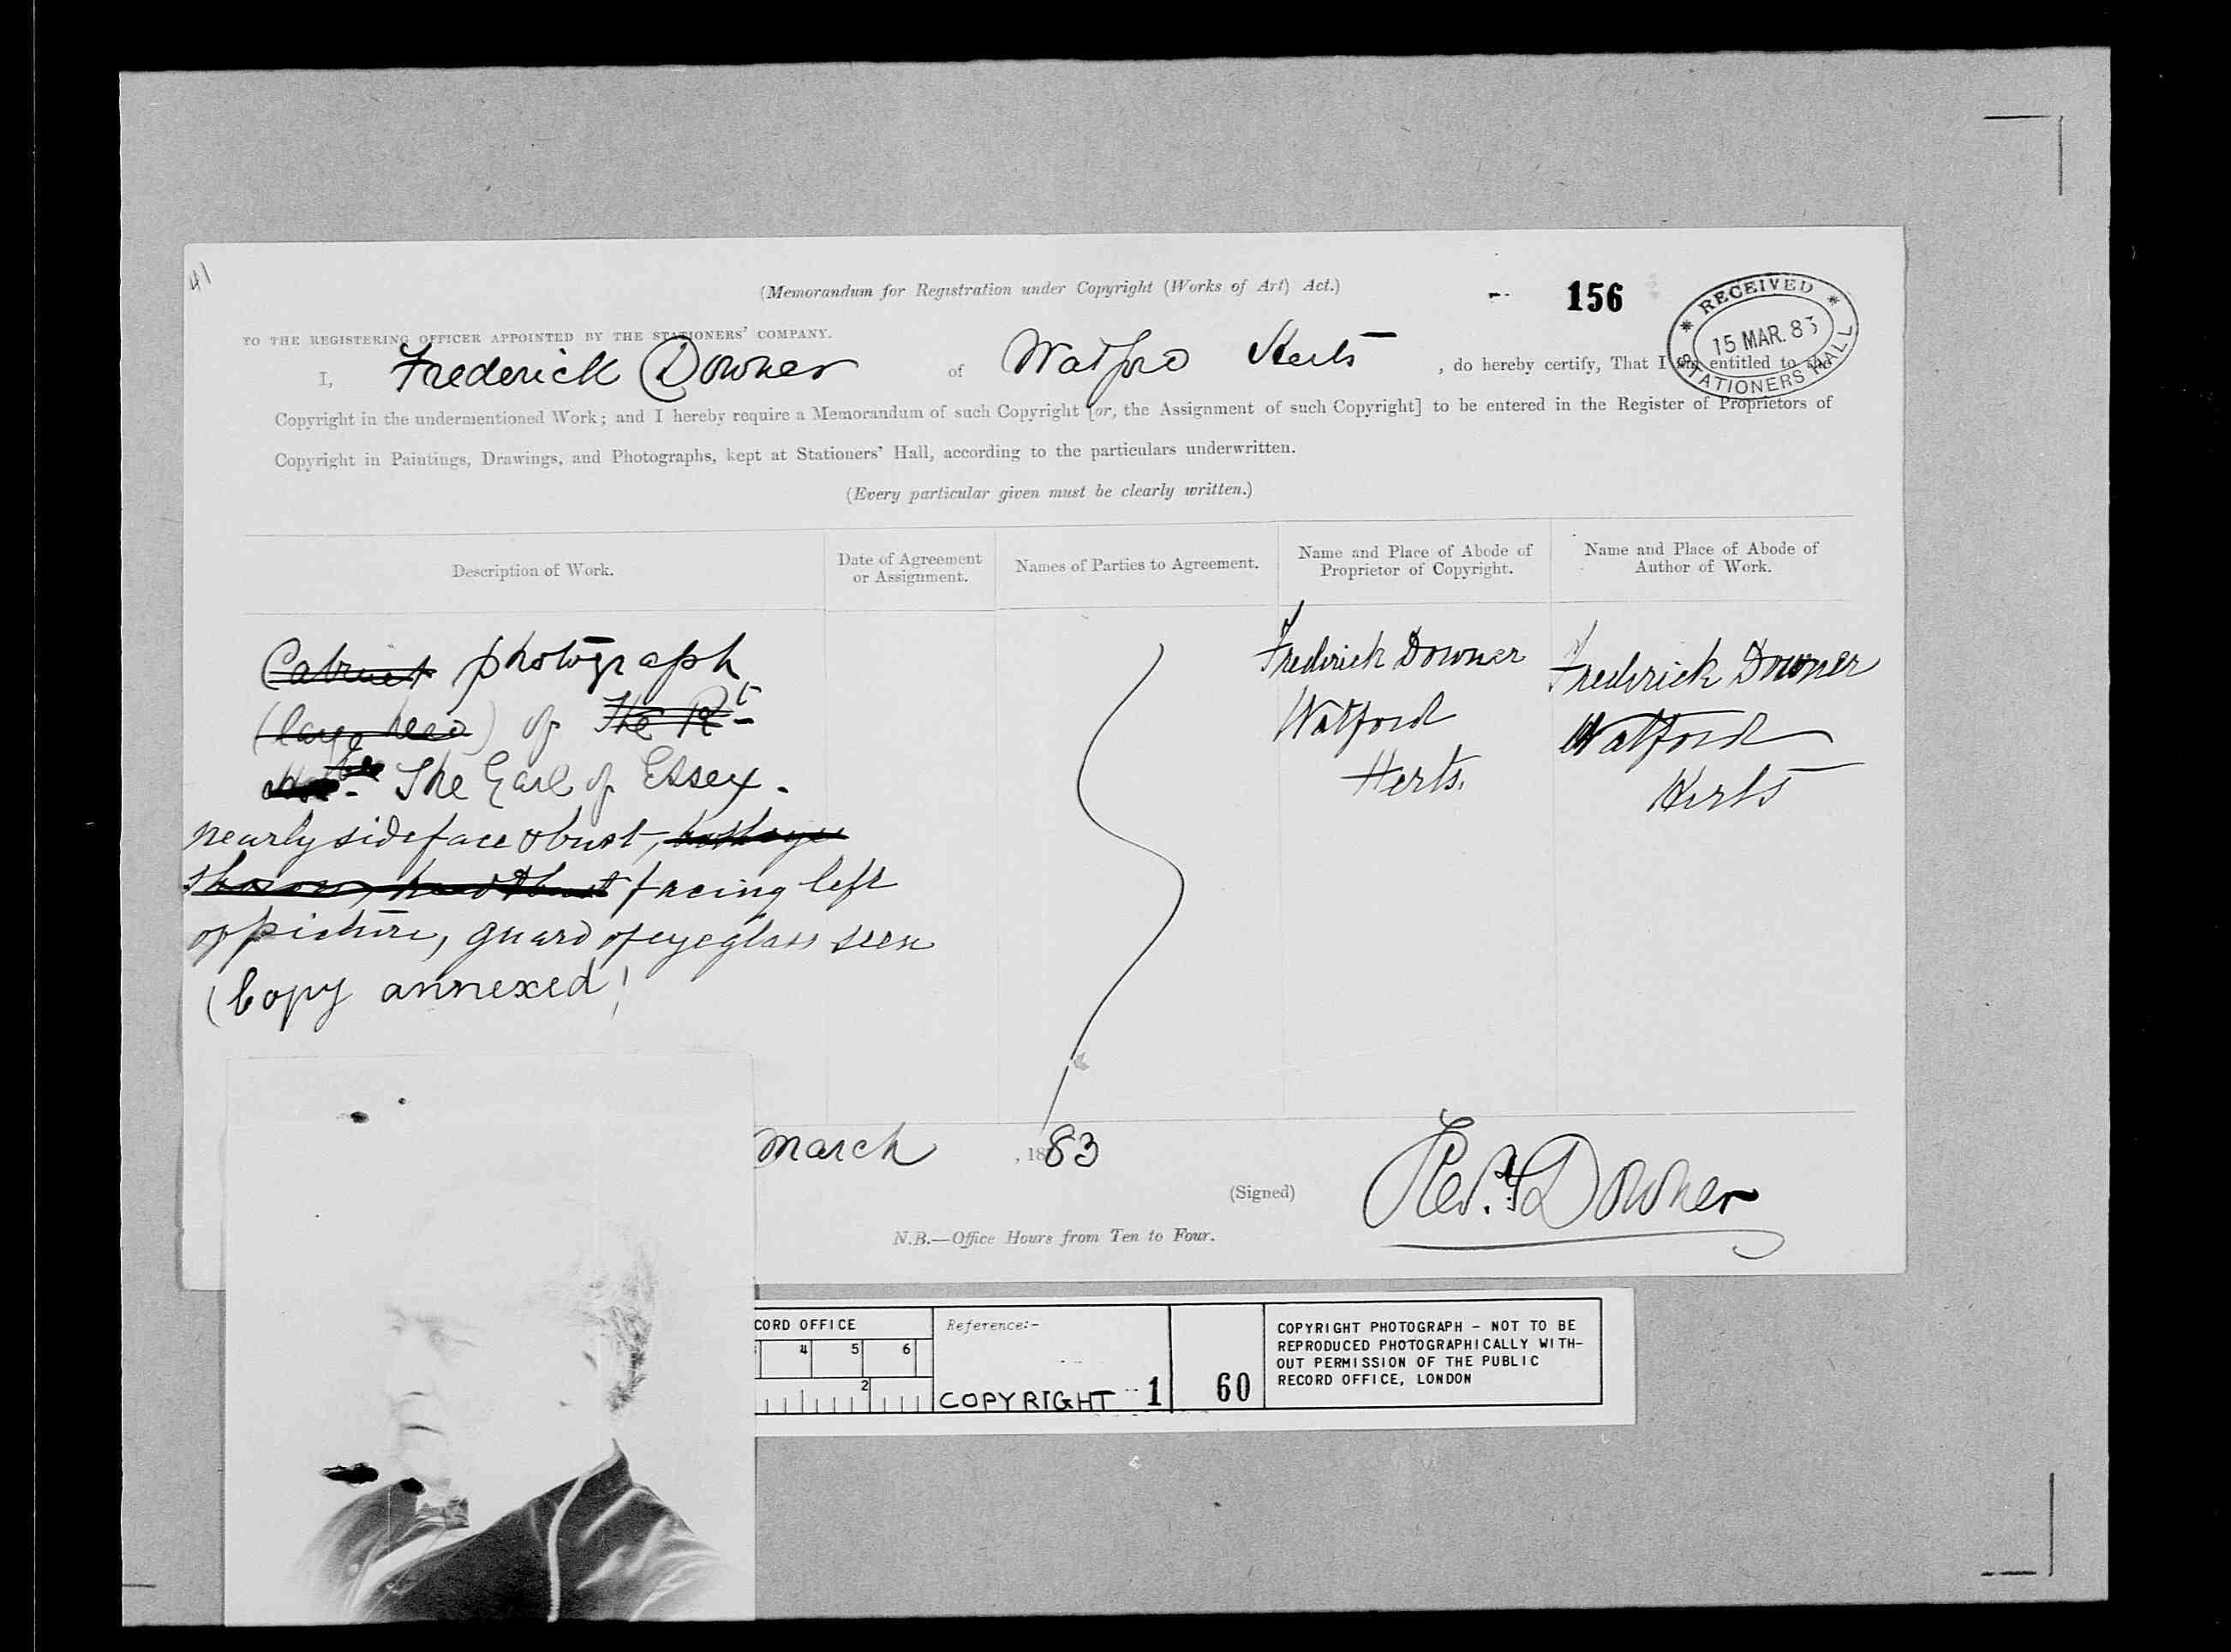 41
(Memorandum for Registration under Copyright (Works of Art) Act.)
156
RECEIVED
15 MAR. 83
STATIONERS HALL
TO THE REGISTERING OFFICER APPOINTED BY THE STATIONERS' COMPANY.
I, Frederick Downer of Watford Herts, do hereby certify, That I am entitled to the
Copyright in the undermentioned Work; and I hereby require a Memorandum of such Copyright [or, the Assignment of such Copyright] to be entered in the Register of Proprietors of
Copyright in Paintings, Drawings, and Photographs, kept at Stationers' Hall, according to the particulars underwritten.
(Every particular given must be clearly written.)
Description of Work.
Date of Agreement
or Assignment.
Names of Parties to Agreement.
Name and Place of Abode of
Proprietor of Copyright.
Name and Place of Abode of
Author of Work.
Cabinet photograph
(large head) of The Rt
The Earl of Essex.
nearly side face & bust,
facing left
of picture, guard of eyeglass seen
(Copy annexed)
Frederick Downer
Watford
Herts.
Frederick Downer
Watford
Herts
March, 1883
(Signed) Fred. Downer
N.B.—Office Hours from Ten to Four.
CORD OFFICE
4 5 6
2
Reference:-
COPYRIGHT 1 60
COPYRIGHT PHOTOGRAPH - NOT TO BE
REPRODUCED PHOTOGRAPHICALLY WITH-
OUT PERMISSION OF THE PUBLIC
RECORD OFFICE, LONDON